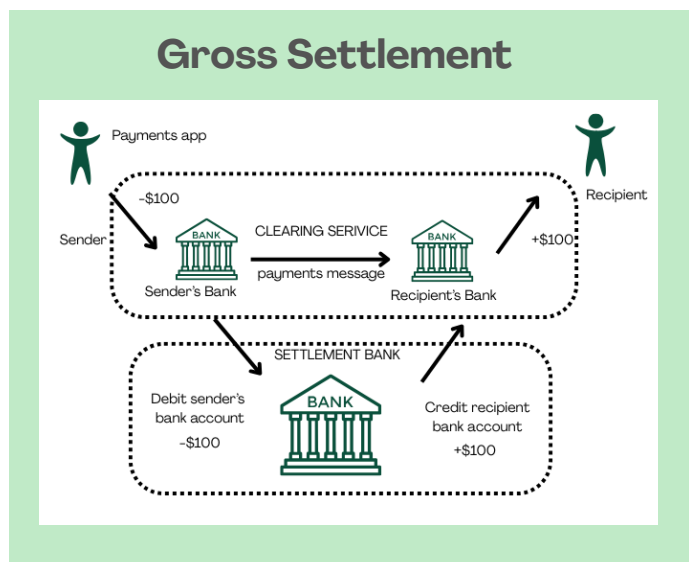 Gross Settlement
Payments app
Recipient
-$100
Sender
BANK
CLEARING SERIVICE
BANK
+$100
payments message
Sender's Bank
Recipient's Bank
SETTLEMENT BANK
BANK
Debit sender's
bank account
-$100
Credit recipient
bank account
+$100